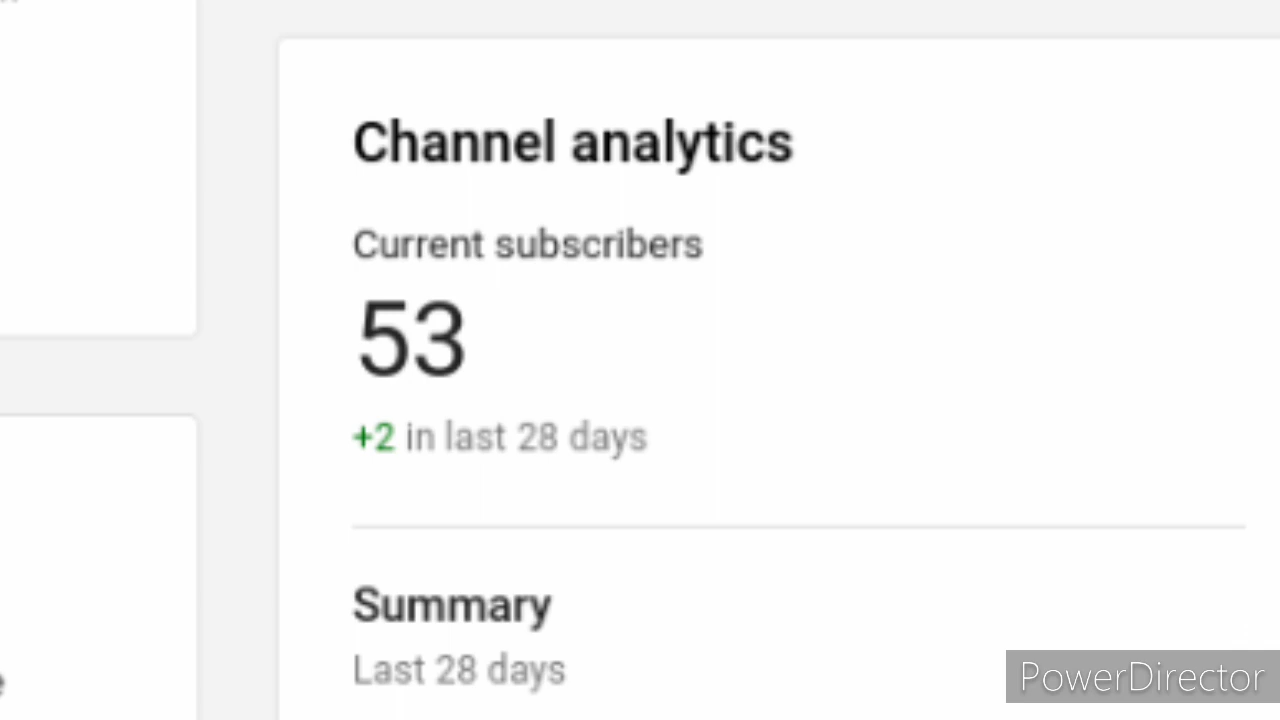 Channel analytics
Current subscribers
53
+2 in last 28 days
Summary
Last 28 days
PowerDirector